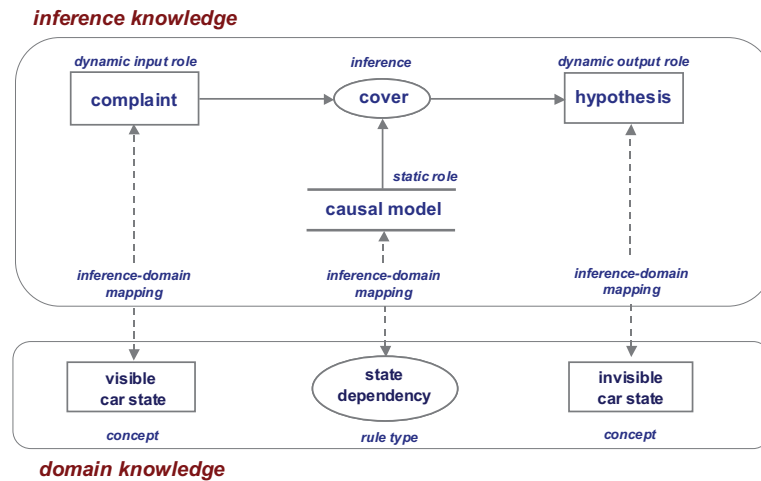 inference knowledge
dynamic input role
inference
dynamic output role
complaint
cover
hypothesis
static role
causal model
inference-domain
mapping
inference-domain
mapping
inference-domain
mapping
visible
car state
state
dependency
invisible
car state
concept
rule type
concept
domain knowledge